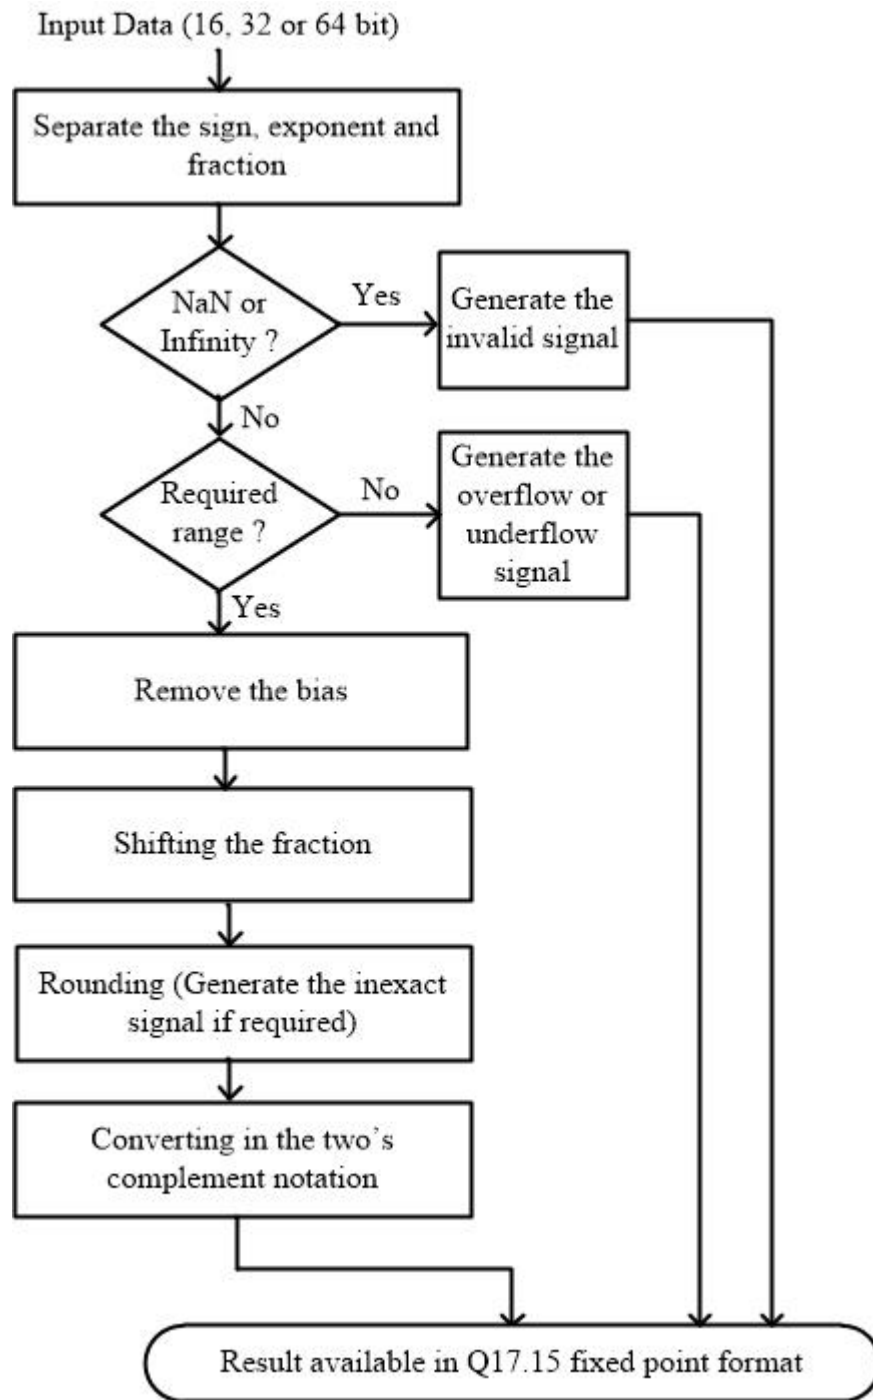 Input Data (16, 32 or 64 bit)
Separate the sign, exponent and
fraction
NaN or
Infinity ?
Yes
Generate the
invalid signal
No
Required
range ?
No
Generate the
overflow or
underflow
signal
Yes
Remove the bias
Shifting the fraction
Rounding (Generate the inexact
signal if required)
Converting in the two’s
complement notation
Result available in Q17.15 fixed point format